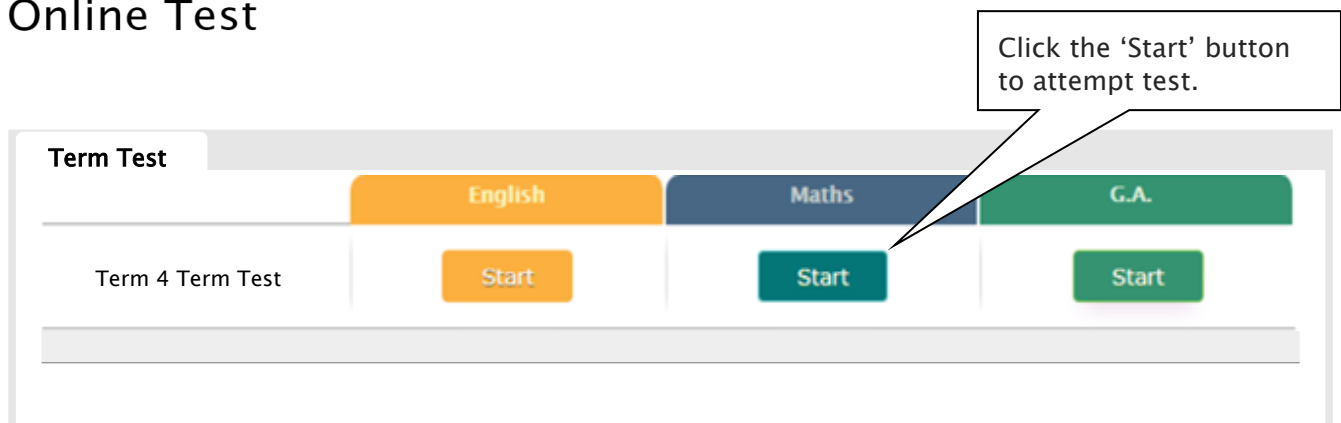 Online Test
Click the ‘Start’ button
to attempt test.
Term Test
English Maths G.A.
Term 4 Term Test Start Start Start